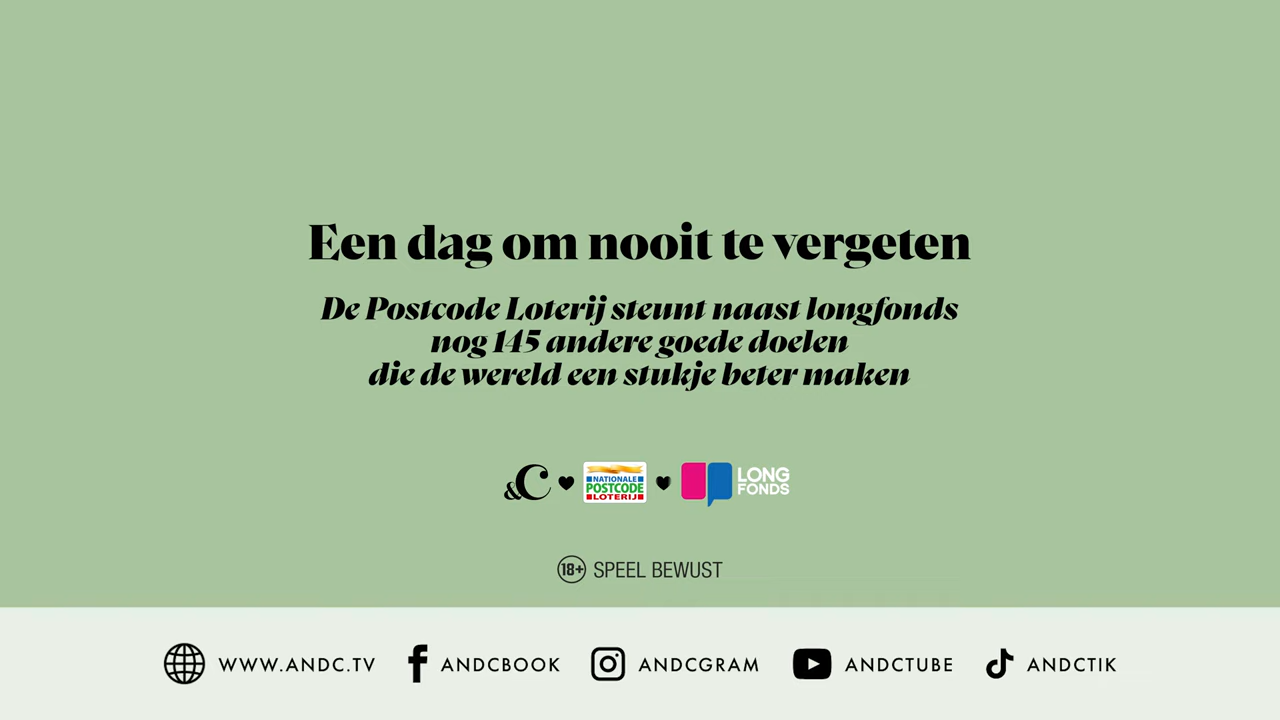 Een dag om nooit te vergeten
De Postcode Loterij steunt naast longfonds
nog 145 andere goede doelen
die de wereld een stukje beter maken
&C
NATIONALE
POSTCODE
LOTERIJ
LONG
FONDS
18+ SPEEL BEWUST
WWW.ANDC.TV ANDCBOOK ANDCGRAM ANDCTUBE ANDCTIK